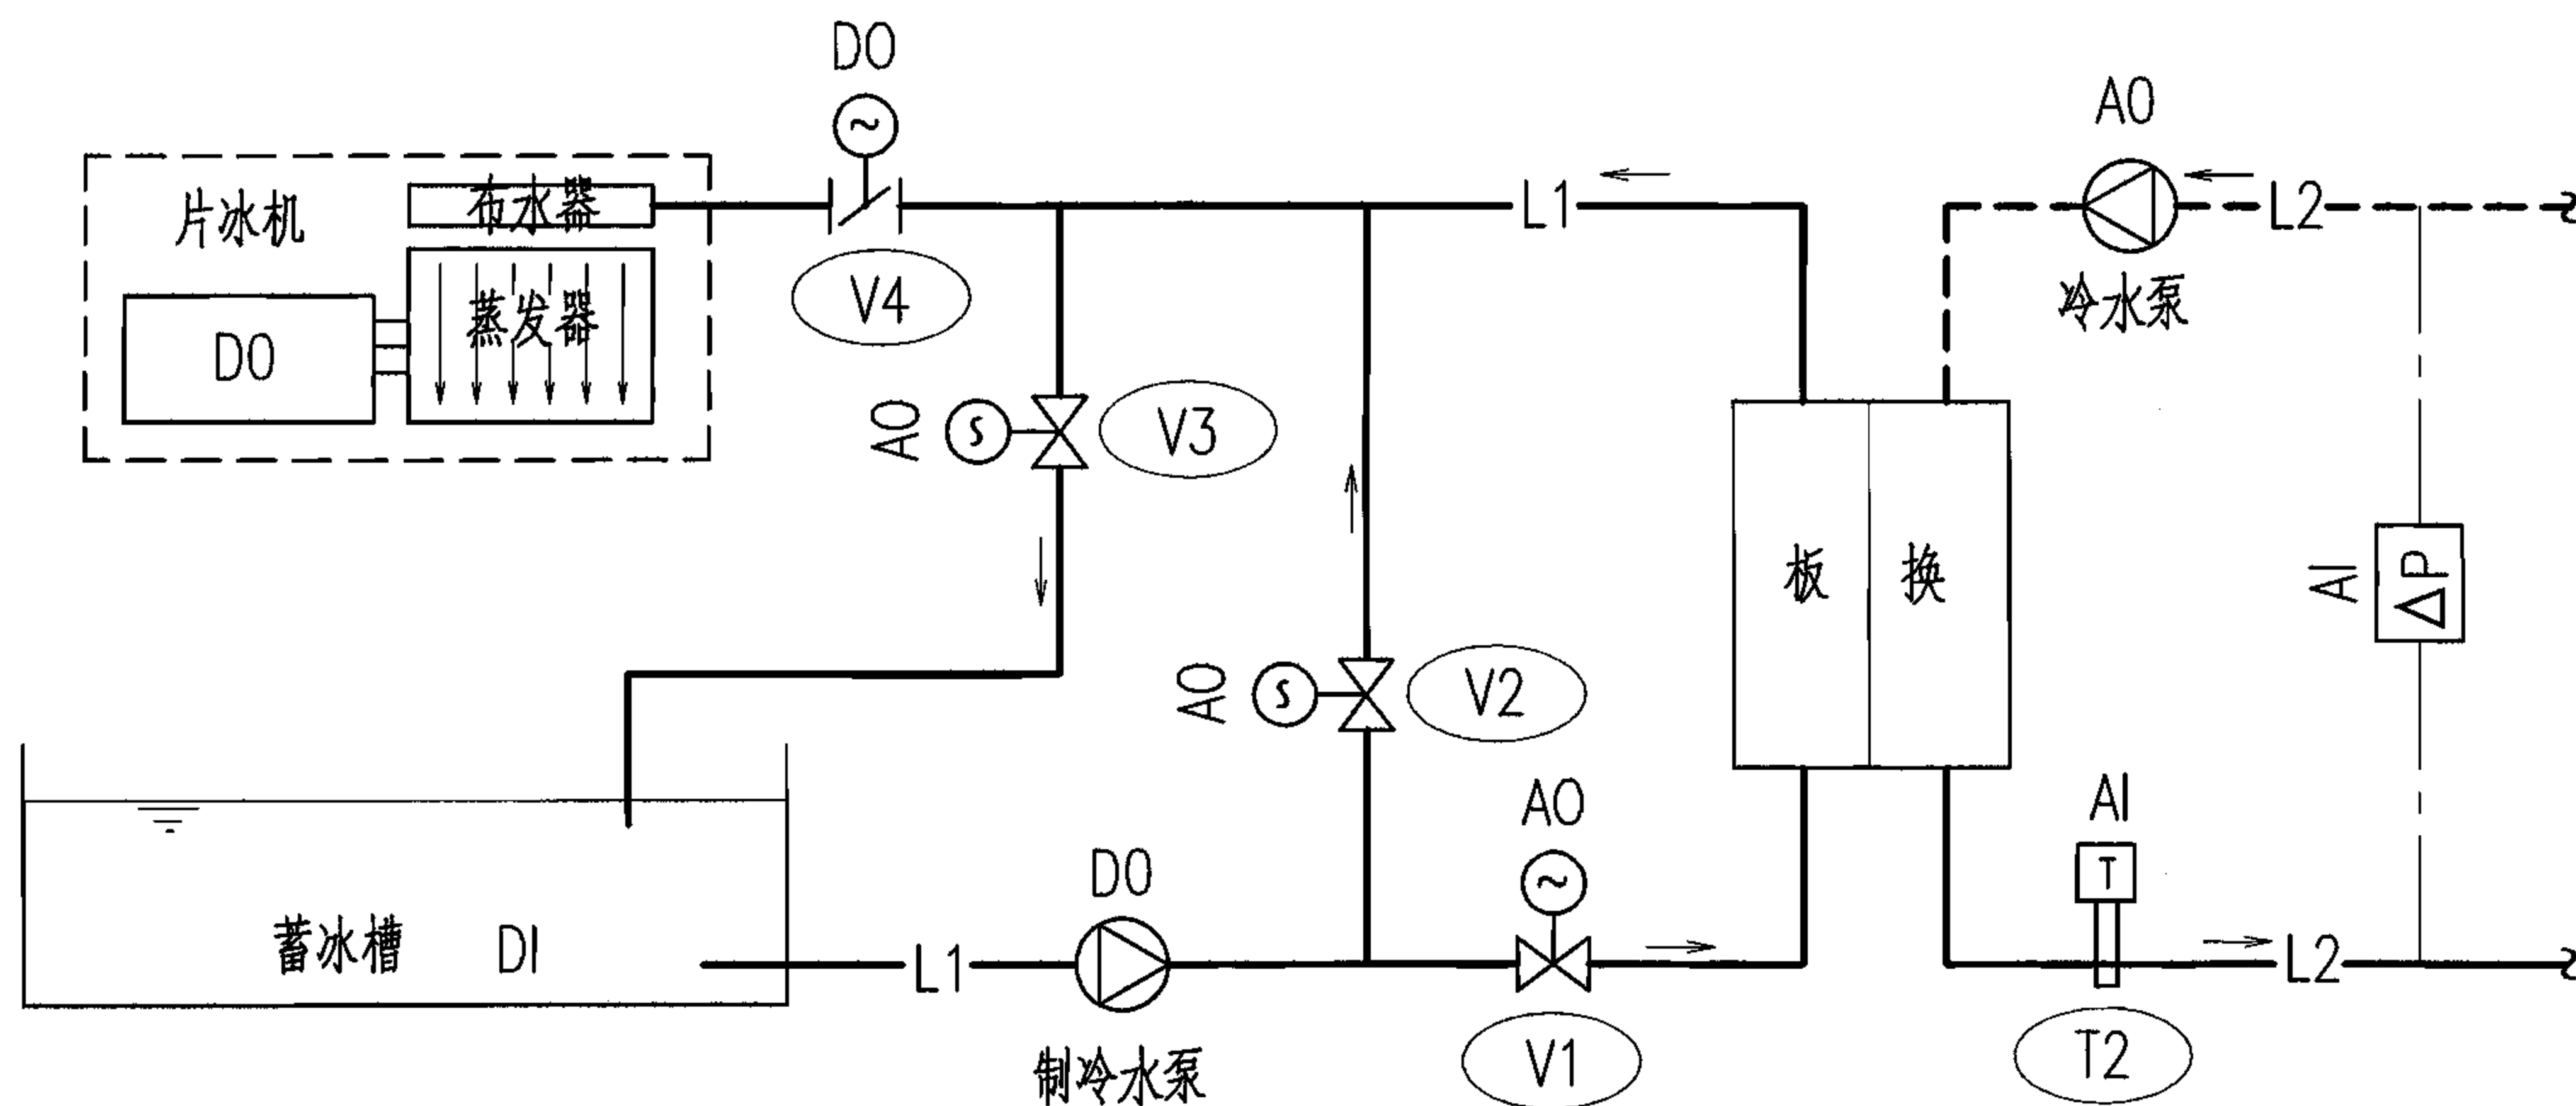 DO
AO
片冰机
布水器
L1
L2
蒸发器
DO
V4
冷水泵
AO
V3
板 换
AI
ΔP
AO
V2
AO
AI
T
DO
蓄冰槽
DI
L1
L2
制冷水泵
V1
T2
S
S
~
~